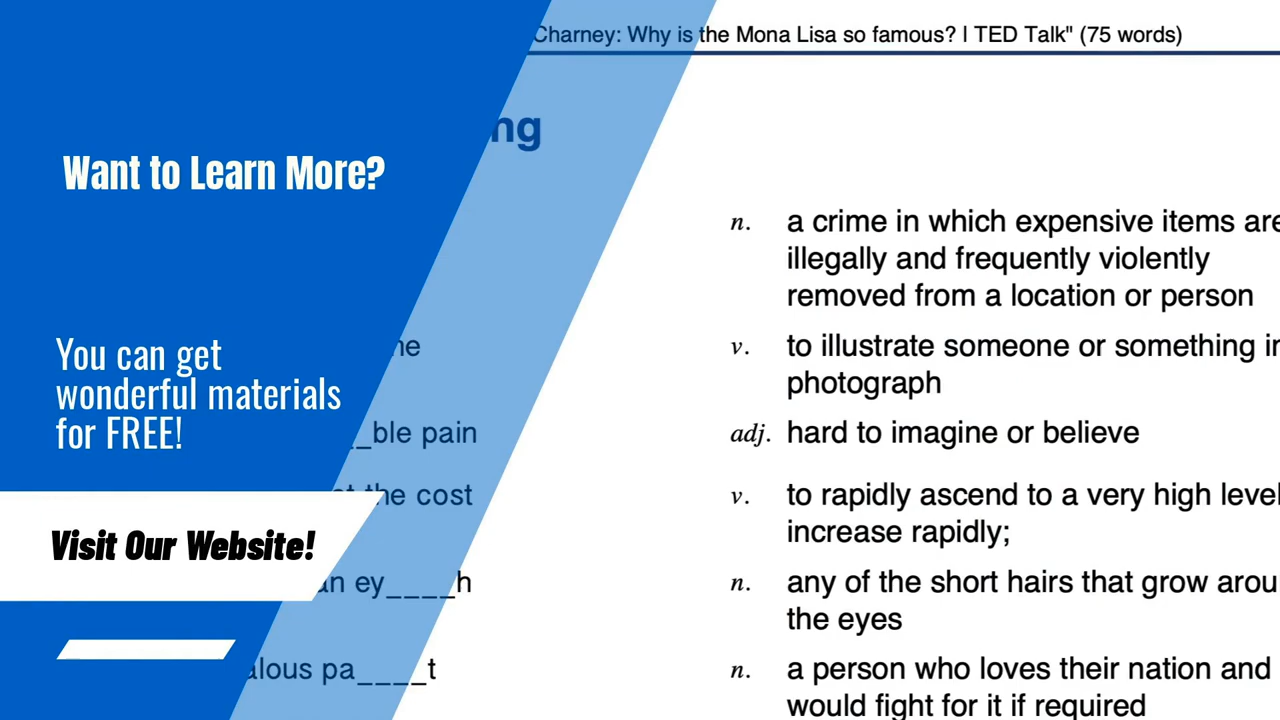 Charney: Why is the Mona Lisa so famous? | TED Talk" (75 words)
ng
Want to Learn More?
You can get
wonderful materials
for FREE!
Visit Our Website!
n. a crime in which expensive items are
illegally and frequently violently
removed from a location or person
ne v. to illustrate someone or something in
photograph
_ble pain adj. hard to imagine or believe
the cost v. to rapidly ascend to a very high level
increase rapidly;
an ey____h n. any of the short hairs that grow arou
the eyes
alous pa____t n. a person who loves their nation and
would fight for it if required